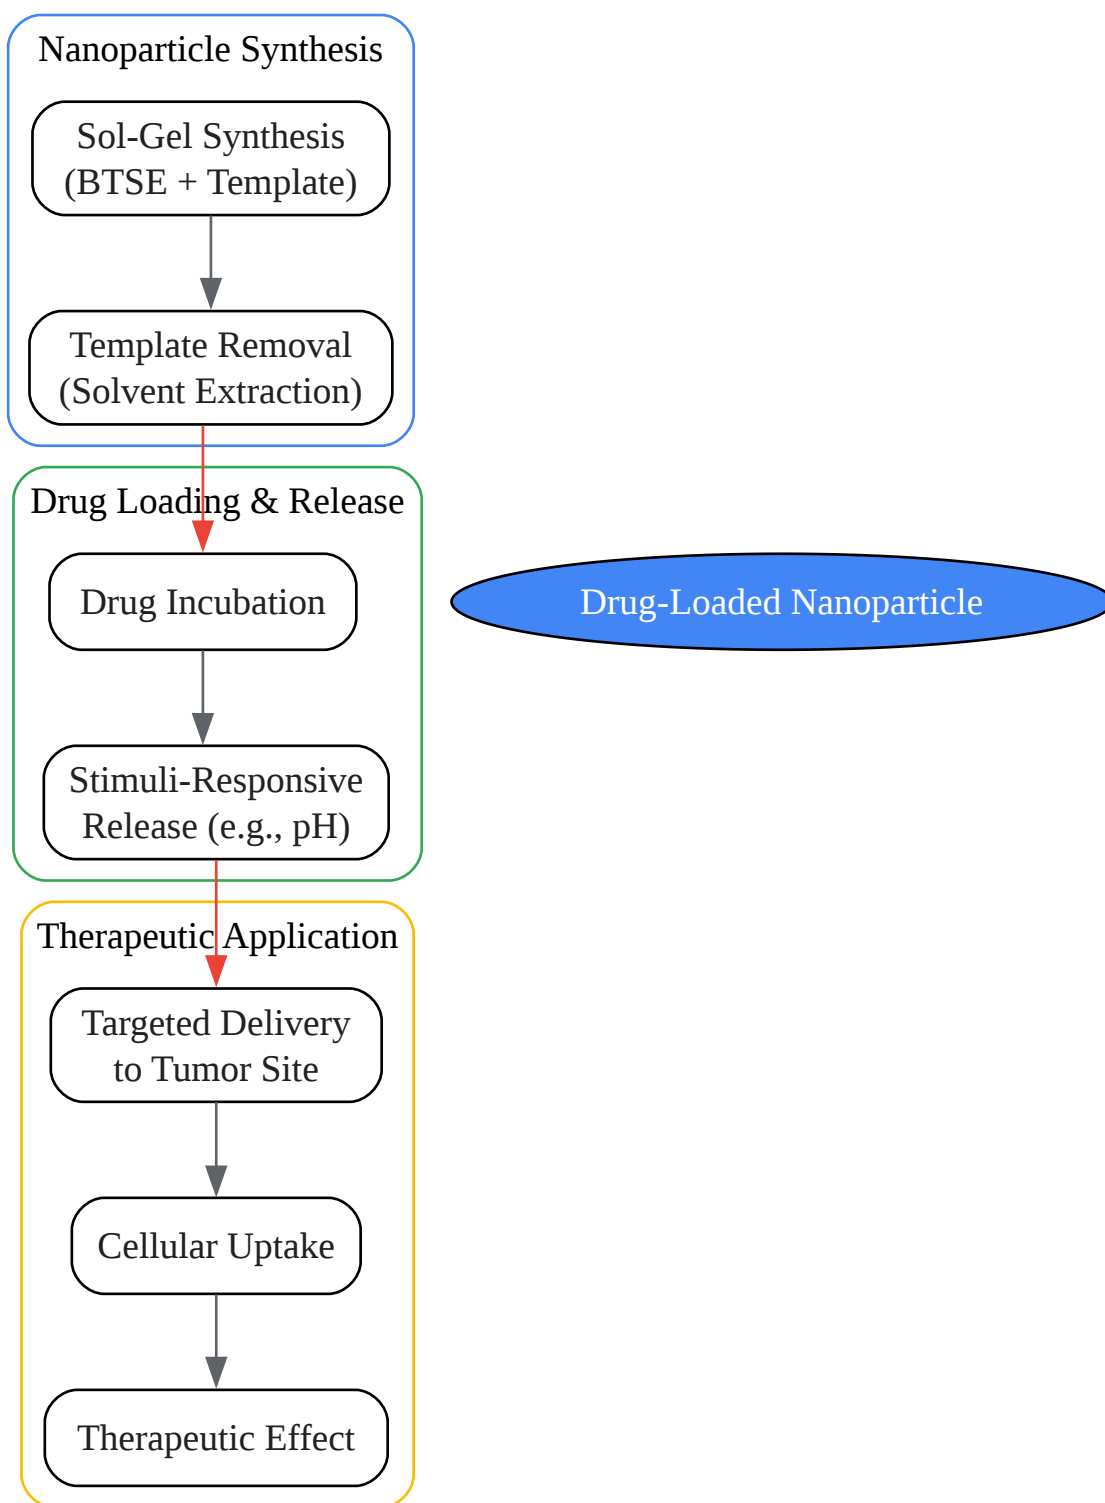 Nanoparticle Synthesis
Sol-Gel Synthesis
(BTSE + Template)
Template Removal
(Solvent Extraction)
Drug Loading & Release
Drug Incubation
Drug-Loaded Nanoparticle
Stimuli-Responsive
Release (e.g., pH)
Therapeutic Application
Targeted Delivery
to Tumor Site
Cellular Uptake
Therapeutic Effect